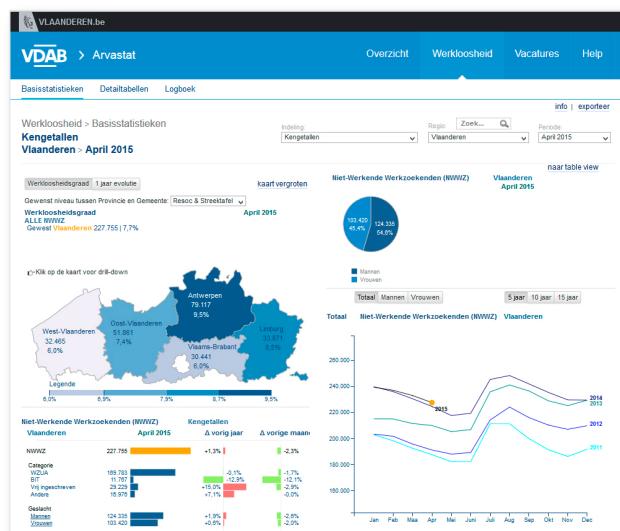 VLAANDEREN.be
VDAB > Arvastat
Overzicht Werkloosheid Vacatures Help
Basisstatistieken Detailtabellen Logboek
info | exporteer
Werkloosheid > Basisstatistieken
Kengetallen
Vlaanderen > April 2015
Indeling:
Kengetallen
Regio: Zoek...
Vlaanderen
Periode:
April 2015
naar table view
Werkloosheidsgraad 1 jaar evolutie
kaart vergroten
Gewenst niveau tussen Provincie en Gemeente: Resoc & Streektafel
Werkloosheidsgraad April 2015
ALLE NWWZ
Gewest Vlaanderen 227.755 | 7,7%
Klik op de kaart voor drill-down
Antwerpen
79.117
9,5%
Oost-Vlaanderen
51.861
7,4%
West-Vlaanderen
32.465
6,0%
Limburg
33.871
Vlaams-Brabant
30.441
6,0%
Legende
6,0% 6,9% 7,9% 8,7% 9,5%
Niet-Werkende Werkzoekenden (NWWZ) Kengetallen
Vlaanderen April 2015 Δ vorig jaar Δ vorige maand
NWWZ 227.755 +1,3% -2,3%
Categorie
WZUA 169.783 -0,1% -1,7%
BIT 11.767 -12,9% -12,1%
Vrij ingeschreven 29.229 +15,0% -2,9%
Andere 16.976 +7,1% -0,0%
Geslacht
Mannen 124.335 +1,9% -2,6%
Vrouwen 103.420 +0,6% -2,0%
Niet-Werkende Werkzoekenden (NWWZ) Vlaanderen
April 2015
103.420
45,4%
124.335
54,6%
Mannen
Vrouwen
Totaal Mannen Vrouwen
5 jaar 10 jaar 15 jaar
Totaal Niet-Werkende Werkzoekenden (NWWZ) Vlaanderen
260.000
240.000
220.000
200.000
180.000
160.000
2015
2014
2013
2012
2011
Jan Feb Maa Apr Mei Jun Jul Aug Sep Okt Nov Dec